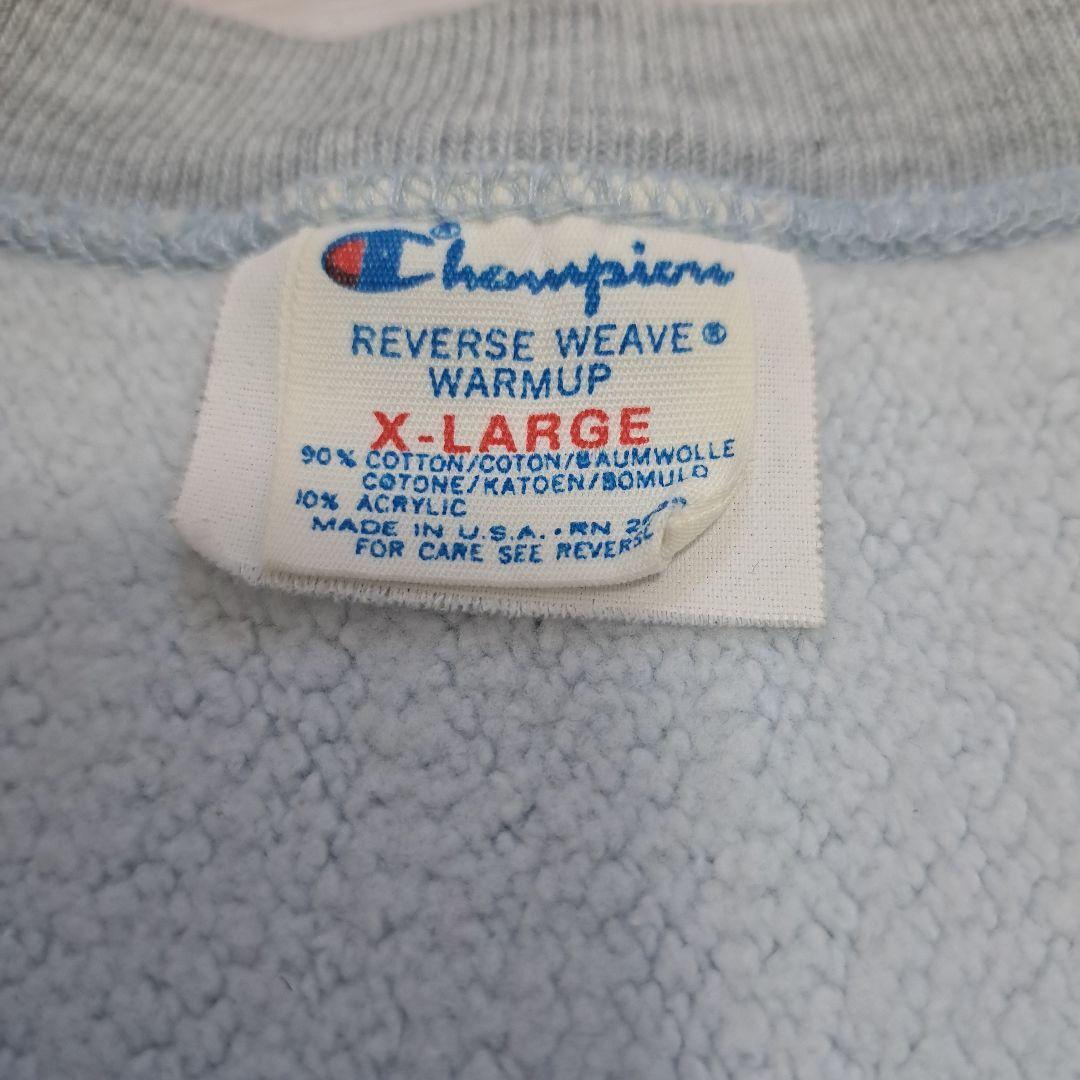 Champion®
REVERSE WEAVE®
WARMUP
X-LARGE
90% COTTON/COTON/BAUMWOLLE
COTONE/KATOEN/BOMULD
10% ACRYLIC
MADE IN U.S.A. • RN
FOR CARE SEE REVERSE